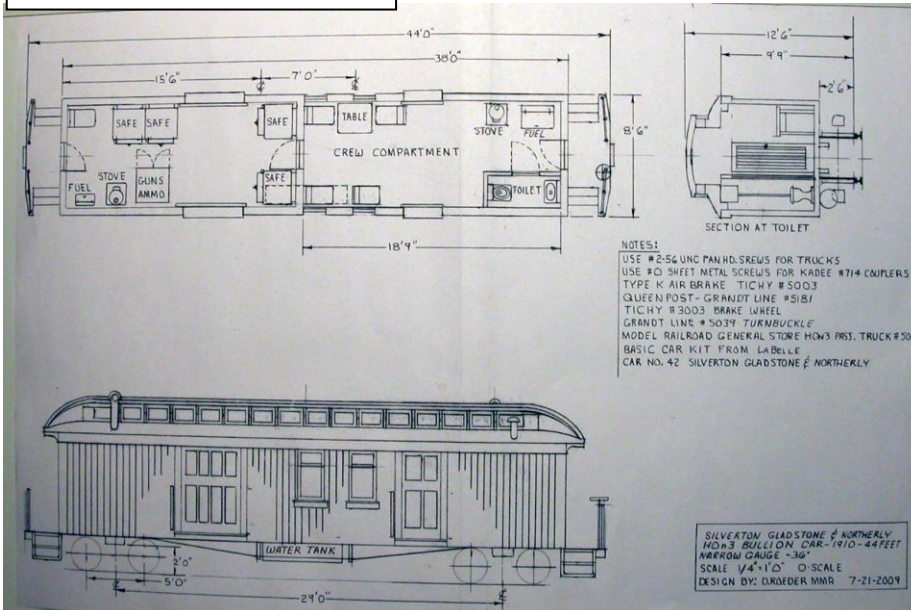 44'0"
38'0"
15'6"
7'0"
SAFE SAFE
SAFE
TABLE
STOVE
FUEL
CREW COMPARTMENT
STOVE
GUNS
AMMO
FUEL
SAFE
TOILET
8'6"
18'9"
12'6"
9'9"
2'6"
SECTION AT TOILET
NOTES:
USE #2-56 UNC PANHD. SREWS FOR TRUCKS
USE #0 SHEET METAL SCREWS FOR KADEE #714 COUPLERS
TYPE K AIR BRAKE TICHY #5003
QUEEN POST - GRANDT LINE #5181
TICHY #3003 BRAKE WHEEL
GRANDT LINE #5039 TURNBUCKLE
MODEL RAILROAD GENERAL STORE HOn3 PASS. TRUCK #50
BASIC CAR KIT FROM LABELLE
CAR NO. 42 SILVERTON GLADSTONE & NORTHERLY
WATER TANK
2'0"
5'0"
29'0"
SILVERTON GLADSTONE & NORTHERLY
HOn3 BULLION CAR - 1910 - 44 FEET
NARROW GAUGE - 36"
SCALE 1/4"=1'0" O-SCALE
DESIGN BY: D.ROEDER MMR 7-21-2009